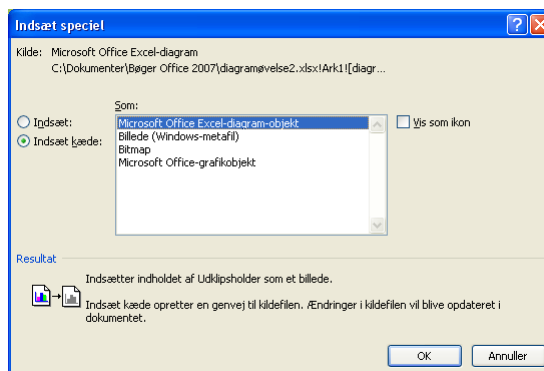 Indsæt speciel
Kilde: Microsoft Office Excel-diagram
C:\Dokumenter\Bøger Office 2007\diagramøvelse2.xlsx!Ark1![diagr...
Som:
Indsæt:
Indsæt kæde:
Microsoft Office Excel-diagram-objekt
Billede (Windows-metafil)
Bitmap
Microsoft Office-grafikobjekt
Vis som ikon
Resultat
Indsætter indholdet af Udklipsholder som et billede.
Indsæt kæde opretter en genvej til kildefilen. Ændringer i kildefilen vil blive opdateret i
dokumentet.
OK Annuller